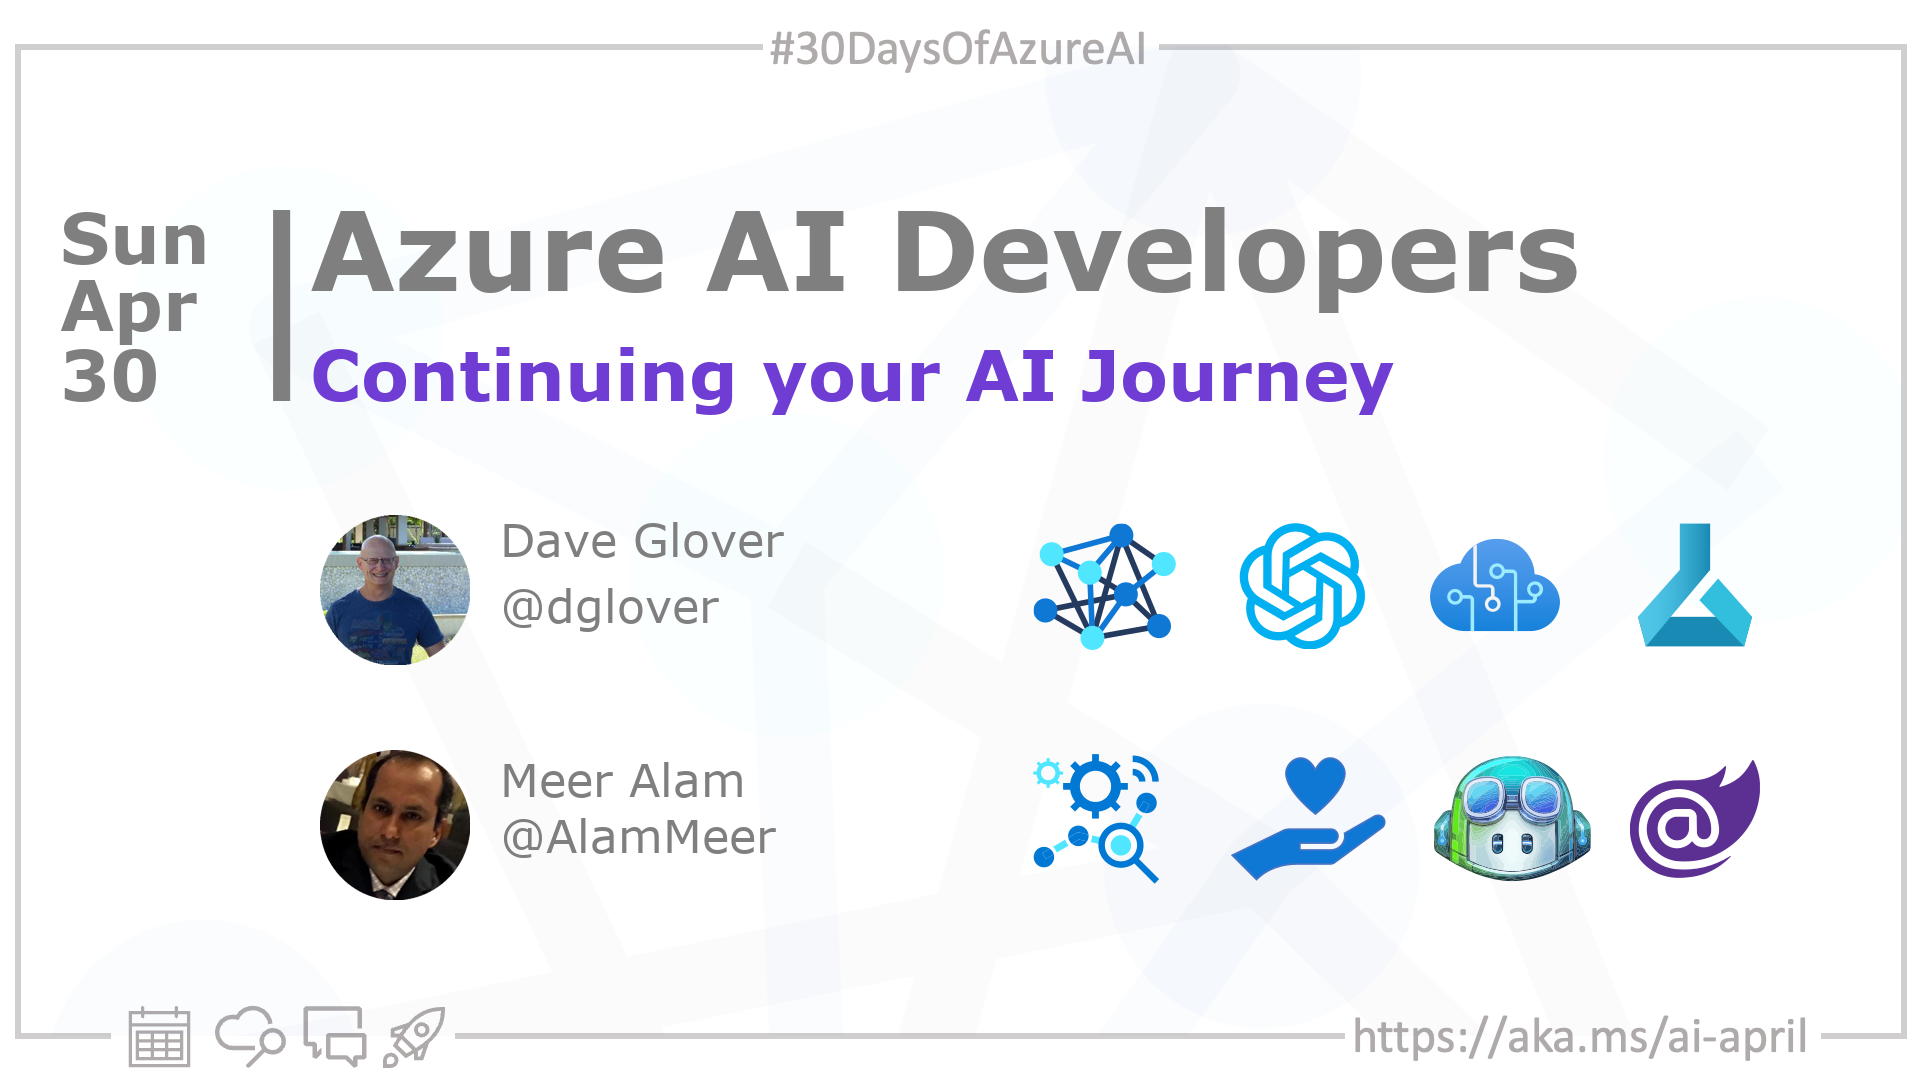 #30DaysOfAzureAI
Sun
Apr
30
Azure AI Developers
Continuing your AI Journey
Dave Glover
@dglover
Meer Alam
@AlamMeer
https://aka.ms/ai-april